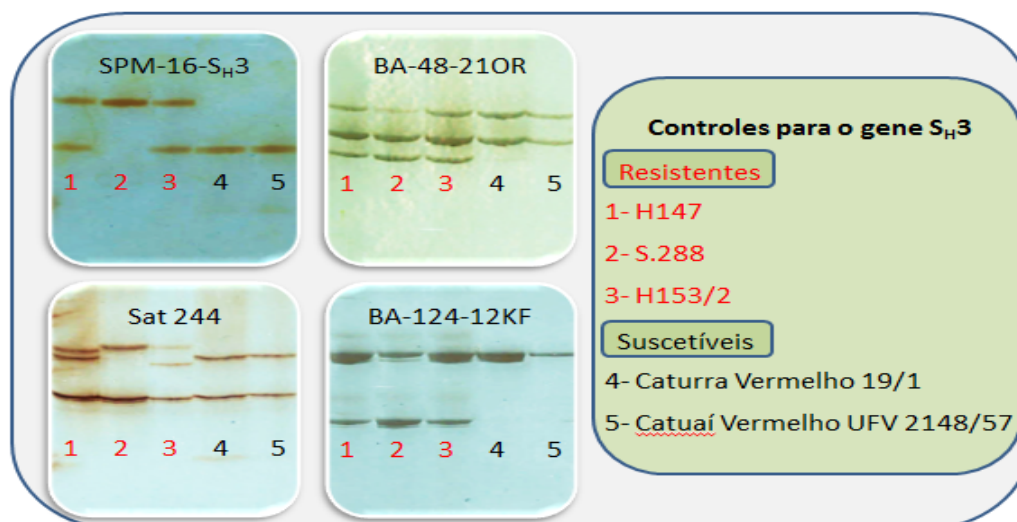 SPM-16-S_H3
1 2 3 4 5
BA-48-21OR
1 2 3 4 5
Sat 244
1 2 3 4 5
BA-124-12KF
1 2 3 4 5
Controles para o gene S_H3
Resistentes
1- H147
2- S.288
3- H153/2
Suscetíveis
4- Caturra Vermelho 19/1
5- Catuaí Vermelho UFV 2148/57